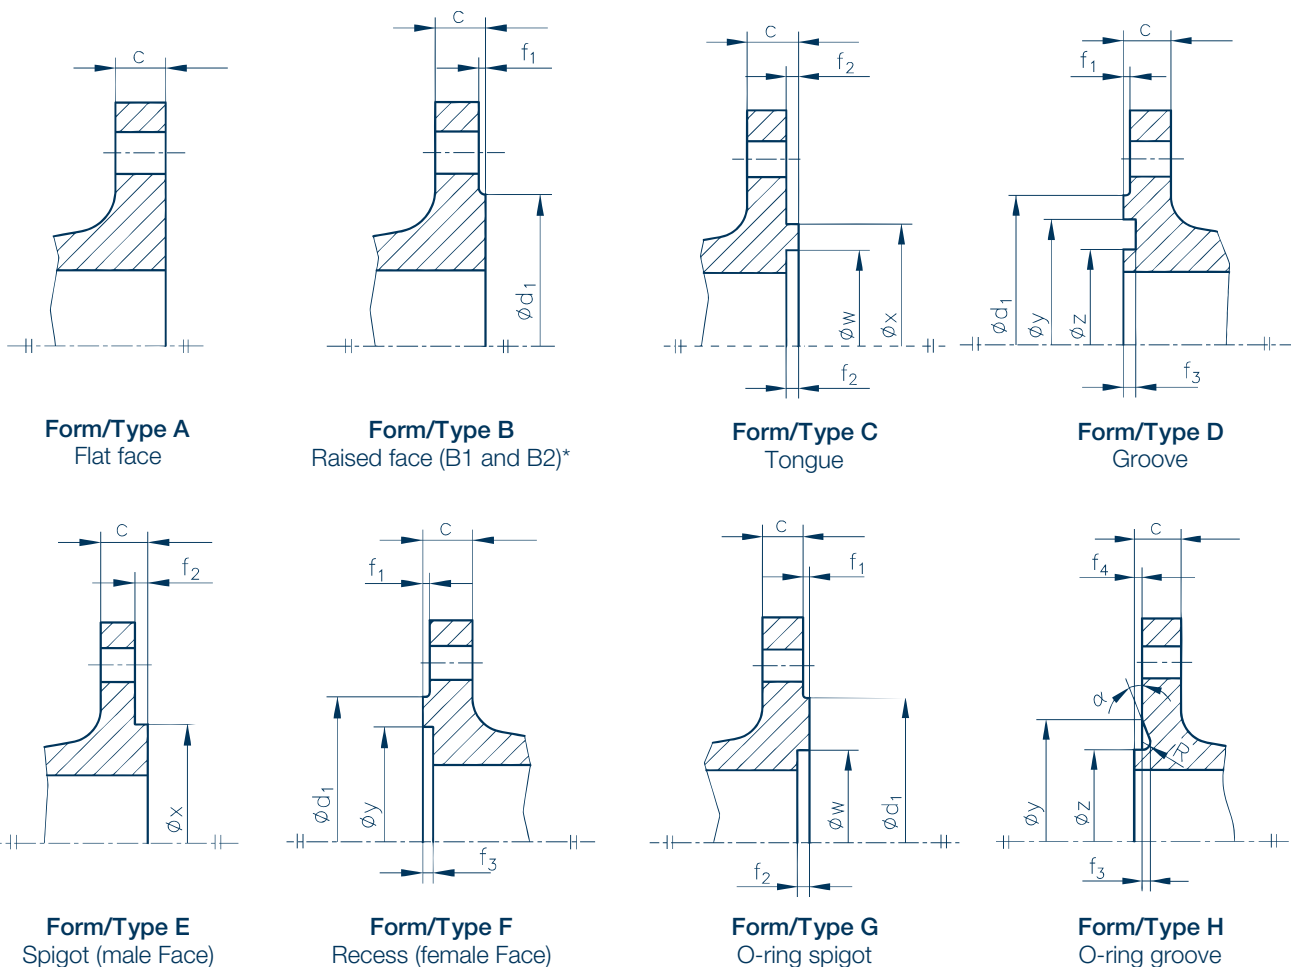 c
c
f1
c
f2
c
f1
ød1
øw
øx
f2
ød1
øy
øz
f3
Form/Type A
Flat face
Form/Type B
Raised face (B1 and B2)*
Form/Type C
Tongue
Form/Type D
Groove
c
f2
øx
c
f1
ød1
øy
f3
c
f1
øw
ød1
f2
c
f4
α
R
øy
øz
f3
Form/Type E
Spigot (male Face)
Form/Type F
Recess (female Face)
Form/Type G
O-ring spigot
Form/Type H
O-ring groove